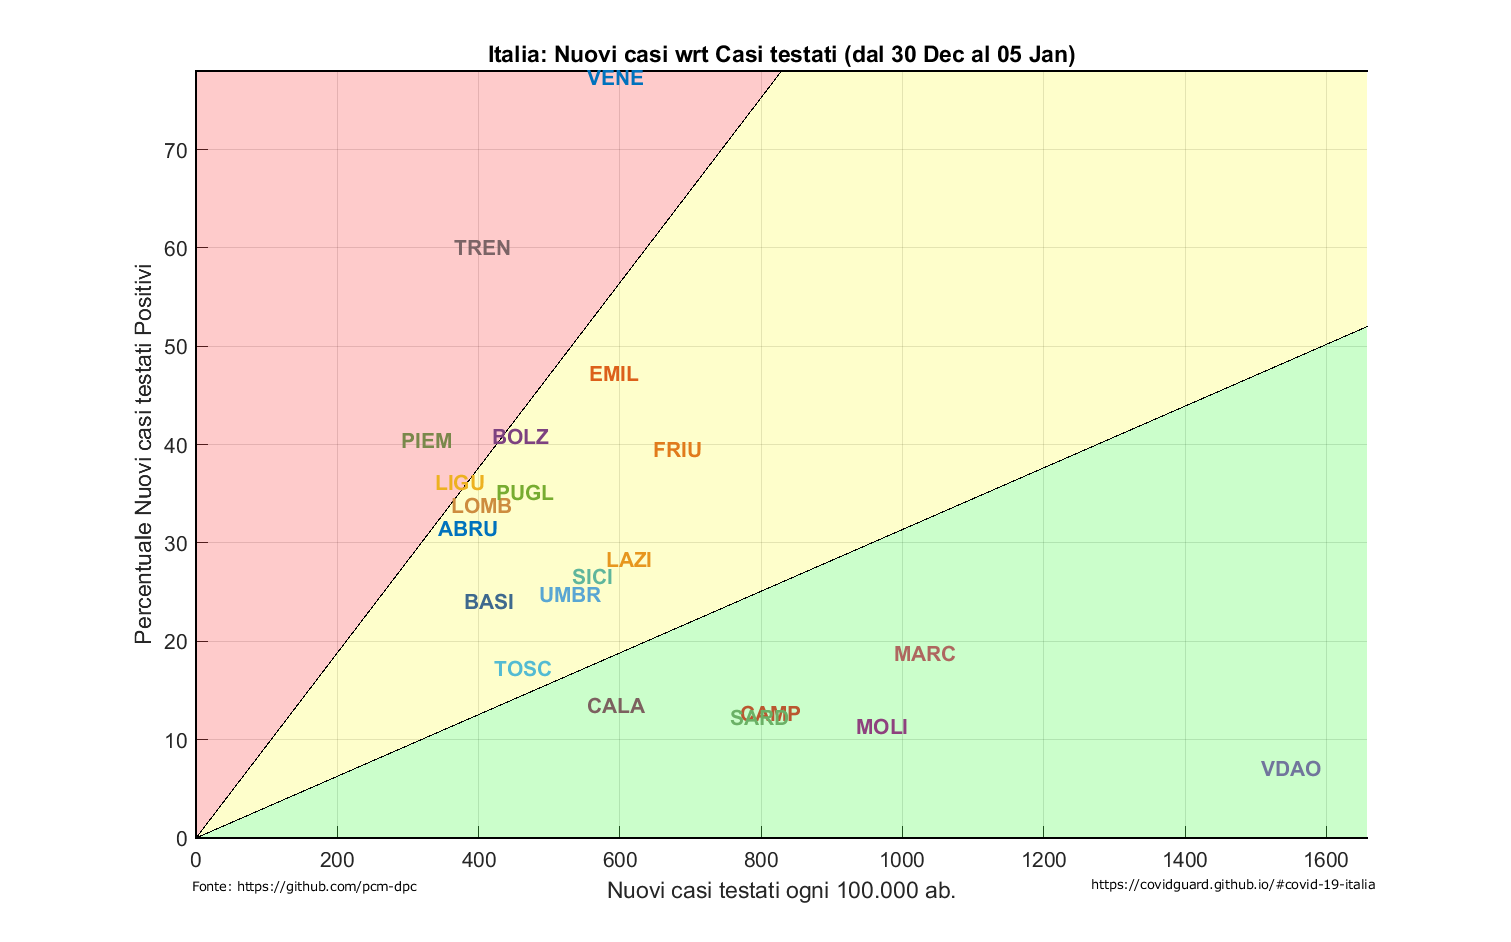 Italia: Nuovi casi wrt Casi testati (dal 30 Dec al 05 Jan)
VENE
70
TREN
60
50
EMIL
PIEM
BOLZ
FRIU
40
LIGU
PUGL
LOMB
ABRU
30
LAZI
SICI
UMBR
BASI
20
MARC
TOSC
CALA
CAMP
SARD
MOLI
10
VDAO
0
Percentuale Nuovi casi testati Positivi
0 200 400 600 800 1000 1200 1400 1600
Nuovi casi testati ogni 100.000 ab.
Fonte: https://github.com/pcm-dpc
https://covidguard.github.io/#covid-19-italia